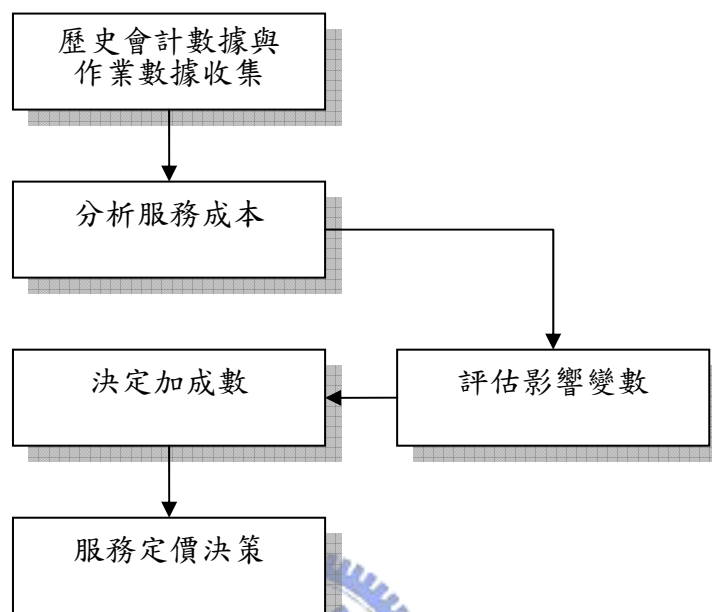 歷史會計數據與
作業數據收集
分析服務成本
評估影響變數
決定加成數
服務定價決策